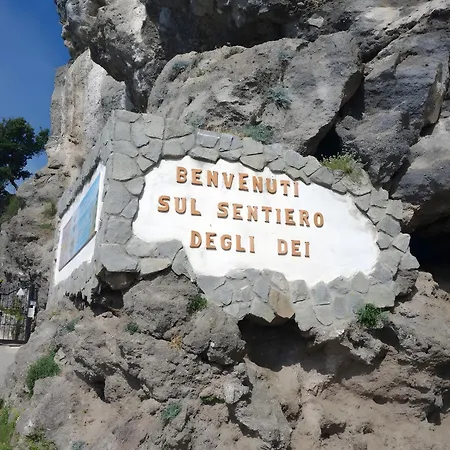 BENVENUTI
SUL SENTIERO
DEGLI DEI